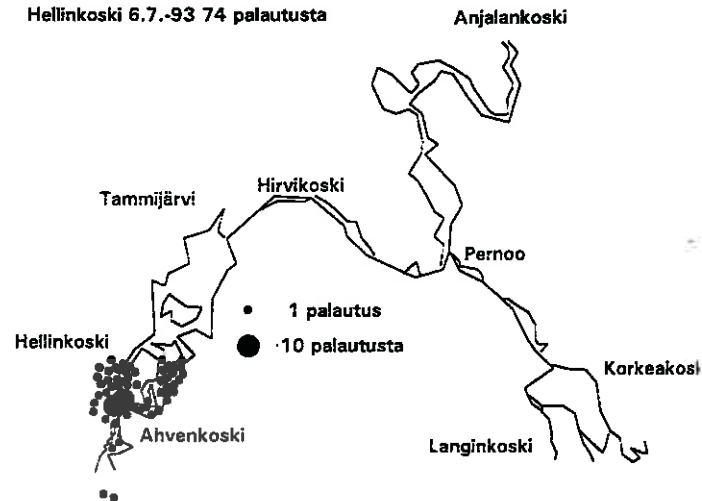 Hellinkoski 6.7.-93 74 palautusta
Anjalankoski
Hirvikoski
Tammijärvi
Pernoo
1 palautus
Hellinkoski
10 palautusta
Korkeakosk
Ahvenkoski
Langinkoski